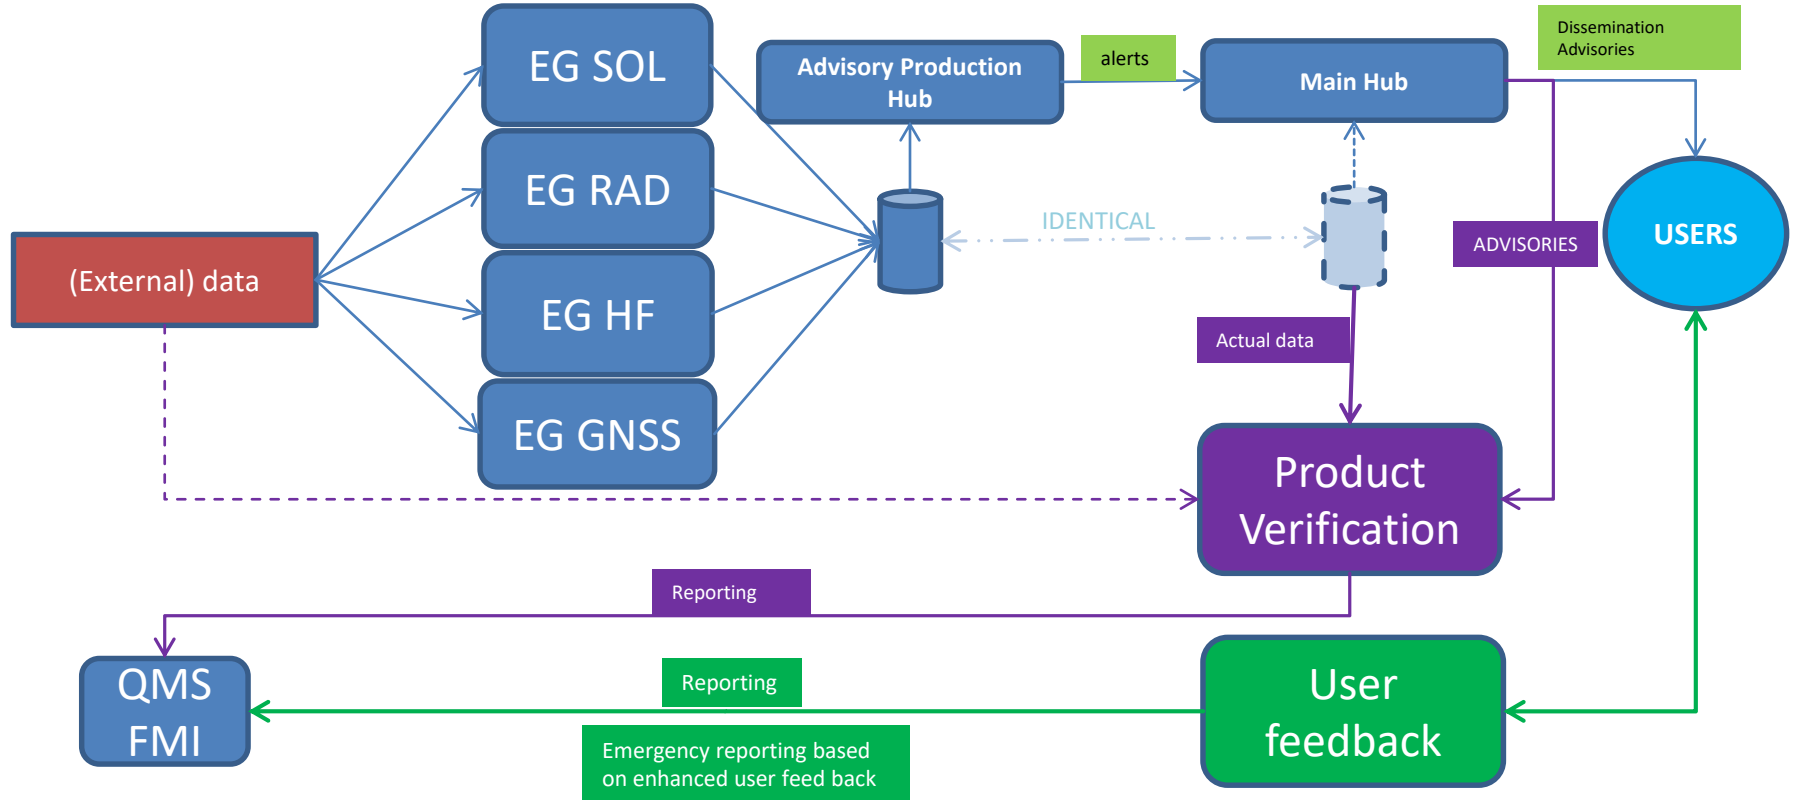 EG SOL
EG RAD
EG HF
EG GNSS
(External) data
Advisory Production
Hub
alerts
Main Hub
Dissemination
Advisories
IDENTICAL
ADVISORIES
USERS
Actual data
Product
Verification
Reporting
QMS
FMI
Reporting
Emergency reporting based
on enhanced user feed back
User
feedback